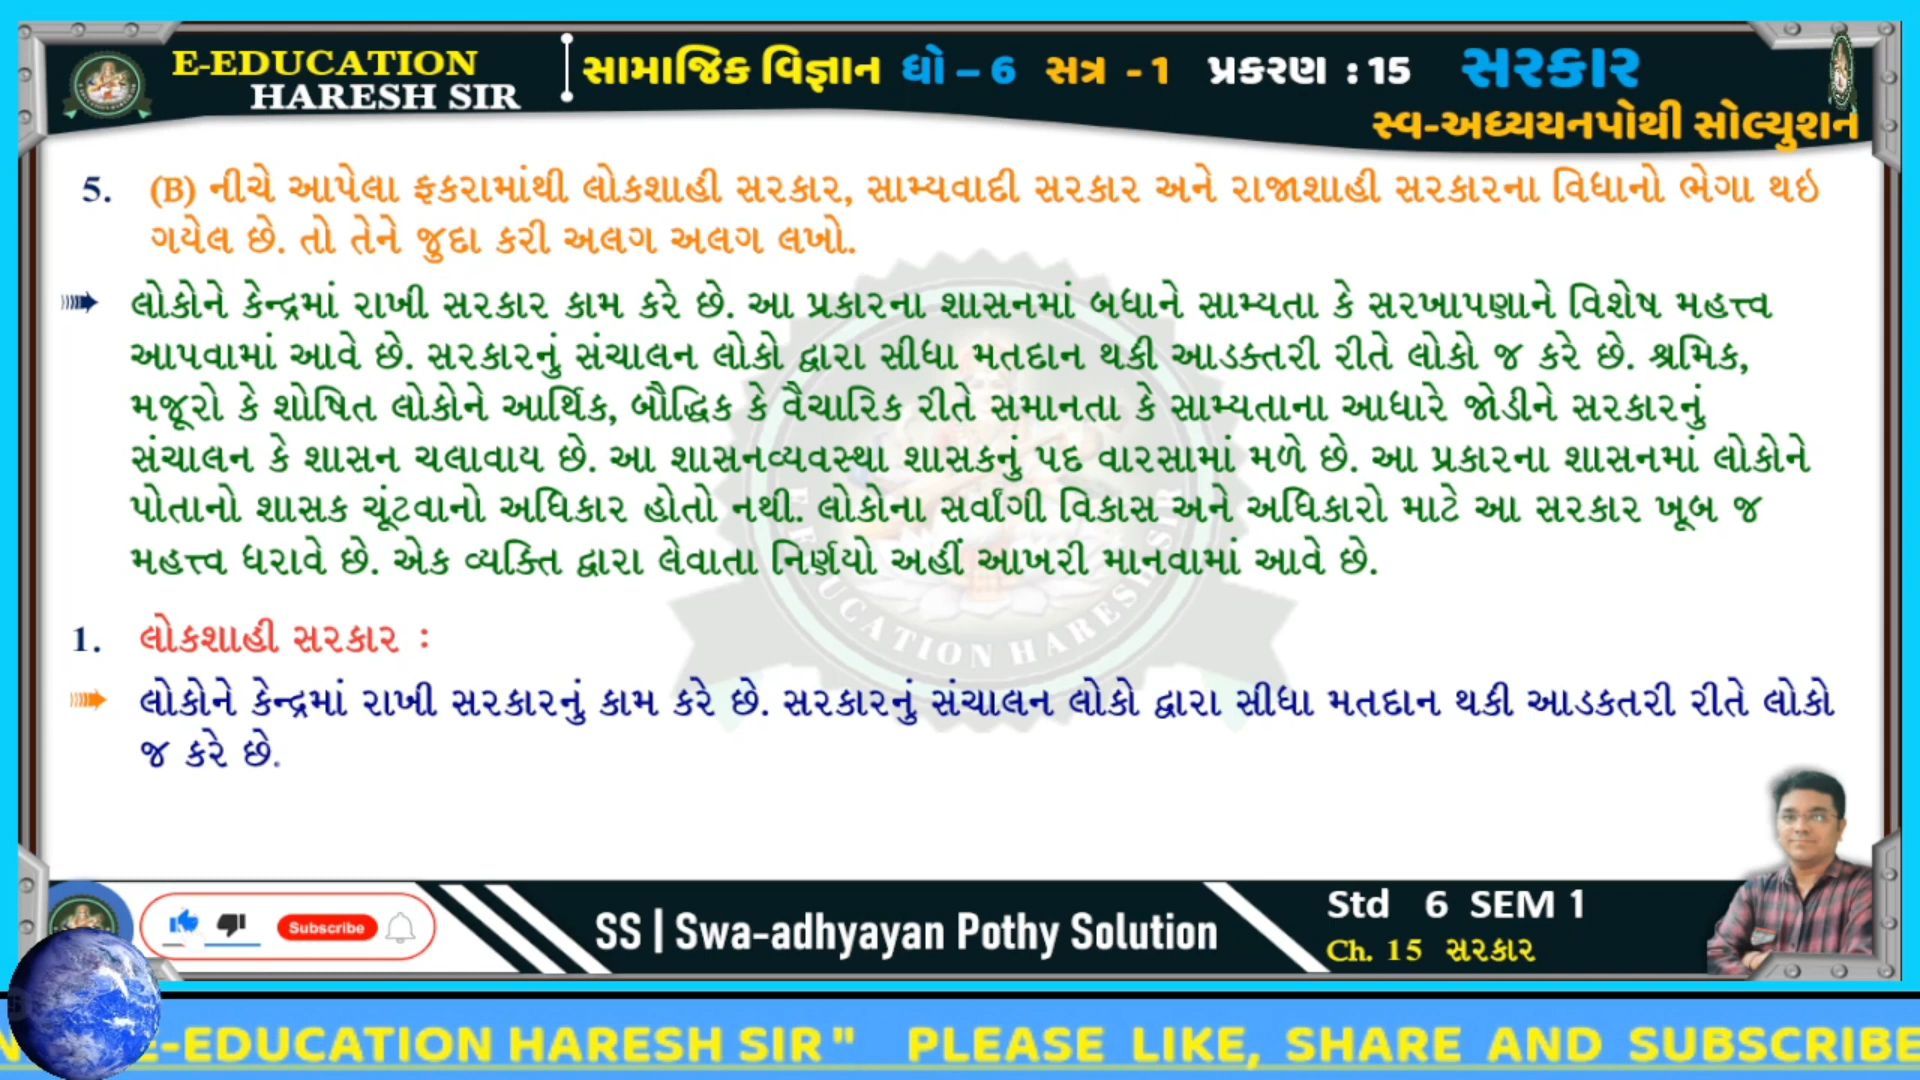 E-EDUCATION
HARESH SIR
સામાજિક વિજ્ઞાન ધો – 6 સત્ર - 1 પ્રકરણ : 15 સરકાર
સ્વ-અધ્યયનપોથી સોલ્યુશન
5. (B) નીચે આપેલા ફકરામાંથી લોકશાહી સરકાર, સામ્યવાદી સરકાર અને રાજાશાહી સરકારના વિધાનો ભેગા થઇ
ગયેલ છે. તો તેને જુદા કરી અલગ અલગ લખો.
લોકોને કેન્દ્રમાં રાખી સરકાર કામ કરે છે. આ પ્રકારના શાસનમાં બધાને સામ્યતા કે સરખાપણાને વિશેષ મહત્ત્વ
આપવામાં આવે છે. સરકારનું સંચાલન લોકો દ્વારા સીધા મતદાન થકી આડક્તરી રીતે લોકો જ કરે છે. શ્રમિક,
મજૂરો કે શોષિત લોકોને આર્થિક, બૌદ્ધિક કે વૈચારિક રીતે સમાનતા કે સામ્યતાના આધારે જોડીને સરકારનું
સંચાલન કે શાસન ચલાવાય છે. આ શાસનવ્યવસ્થા શાસકનું પદ વારસામાં મળે છે. આ પ્રકારના શાસનમાં લોકોને
પોતાનો શાસક ચૂંટવાનો અધિકાર હોતો નથી. લોકોના સર્વાંગી વિકાસ અને અધિકારો માટે આ સરકાર ખૂબ જ
મહત્ત્વ ધરાવે છે. એક વ્યક્તિ દ્વારા લેવાતા નિર્ણયો અહીં આખરી માનવામાં આવે છે.
1. લોકશાહી સરકાર :
લોકોને કેન્દ્રમાં રાખી સરકારનું કામ કરે છે. સરકારનું સંચાલન લોકો દ્વારા સીધા મતદાન થકી આડકતરી રીતે લોકો
જ કરે છે.
Subscribe
SS | Swa-adhyayan Pothy Solution
Std 6 SEM 1
Ch. 15 સરકાર
E-EDUCATION HARESH SIR" PLEASE LIKE, SHARE AND SUBSCRIBE